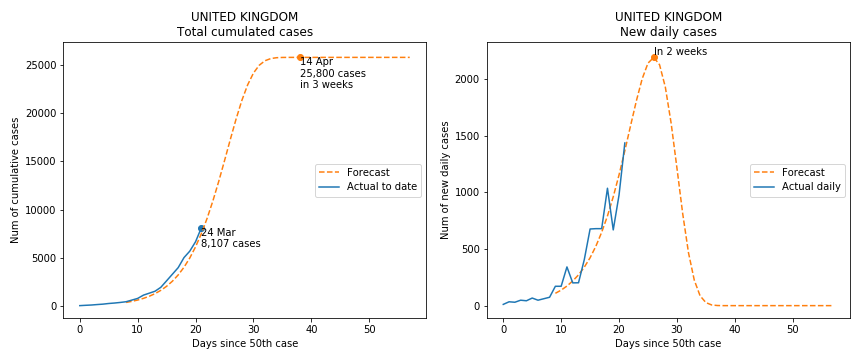 UNITED KINGDOM
Total cumulated cases
Num of cumulative cases
25000
20000
15000
10000
5000
0
14 Apr
25,800 cases
in 3 weeks
24 Mar
8,107 cases
Forecast
Actual to date
0 10 20 30 40 50
Days since 50th case
UNITED KINGDOM
New daily cases
Num of new daily cases
2000
1500
1000
500
0
In 2 weeks
Forecast
Actual daily
0 10 20 30 40 50
Days since 50th case